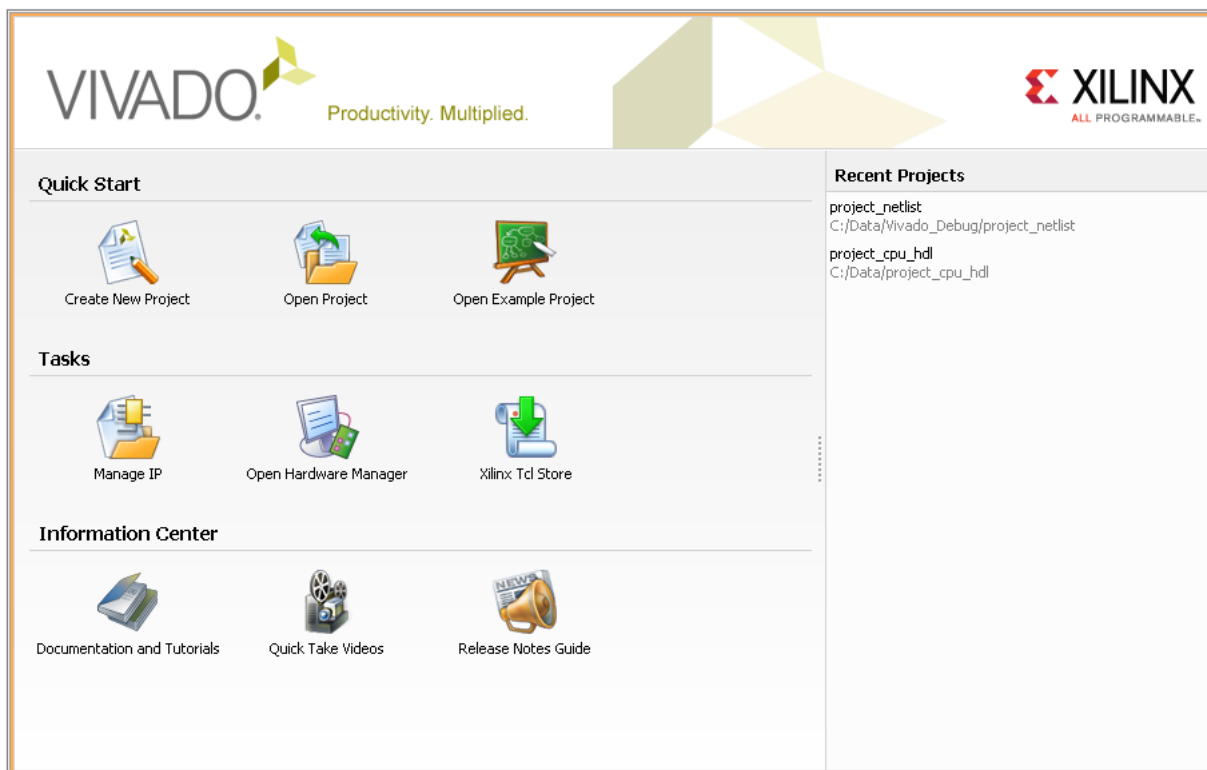 VIVADO.
Productivity. Multiplied.
XILINX
ALL PROGRAMMABLE™
Quick Start
Create New Project
Open Project
Open Example Project
Tasks
Manage IP
Open Hardware Manager
Xilinx Tcl Store
Information Center
NEWS
Documentation and Tutorials
Quick Take Videos
Release Notes Guide
Recent Projects
project_netlist
C:/Data/Vivado_Debug/project_netlist
project_cpu_hdl
C:/Data/project_cpu_hdl